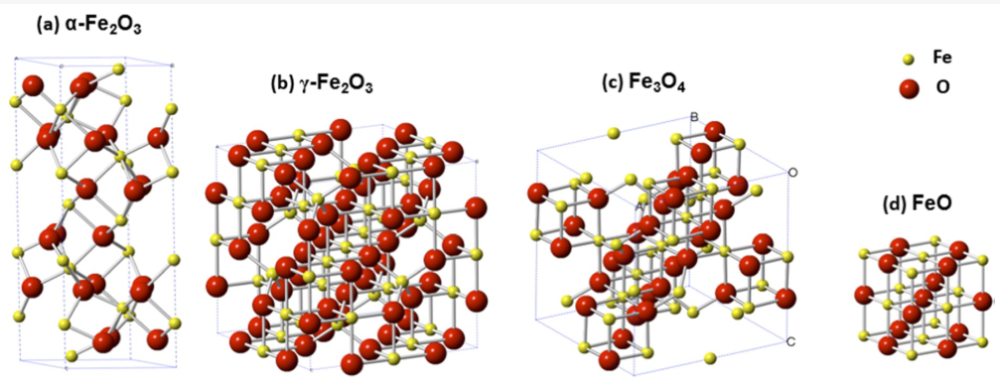 (a) α-Fe₂O₃
(b) γ-Fe₂O₃
(c) Fe₃O₄
Fe
O
B
O
A
C
(d) FeO